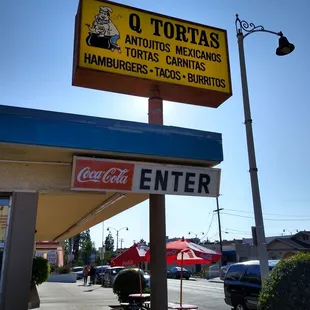 Q TORTAS
ANTOJITOS MEXICANOS
TORTAS CARNITAS
HAMBURGERS • TACOS • BURRITOS
Coca-Cola ENTER